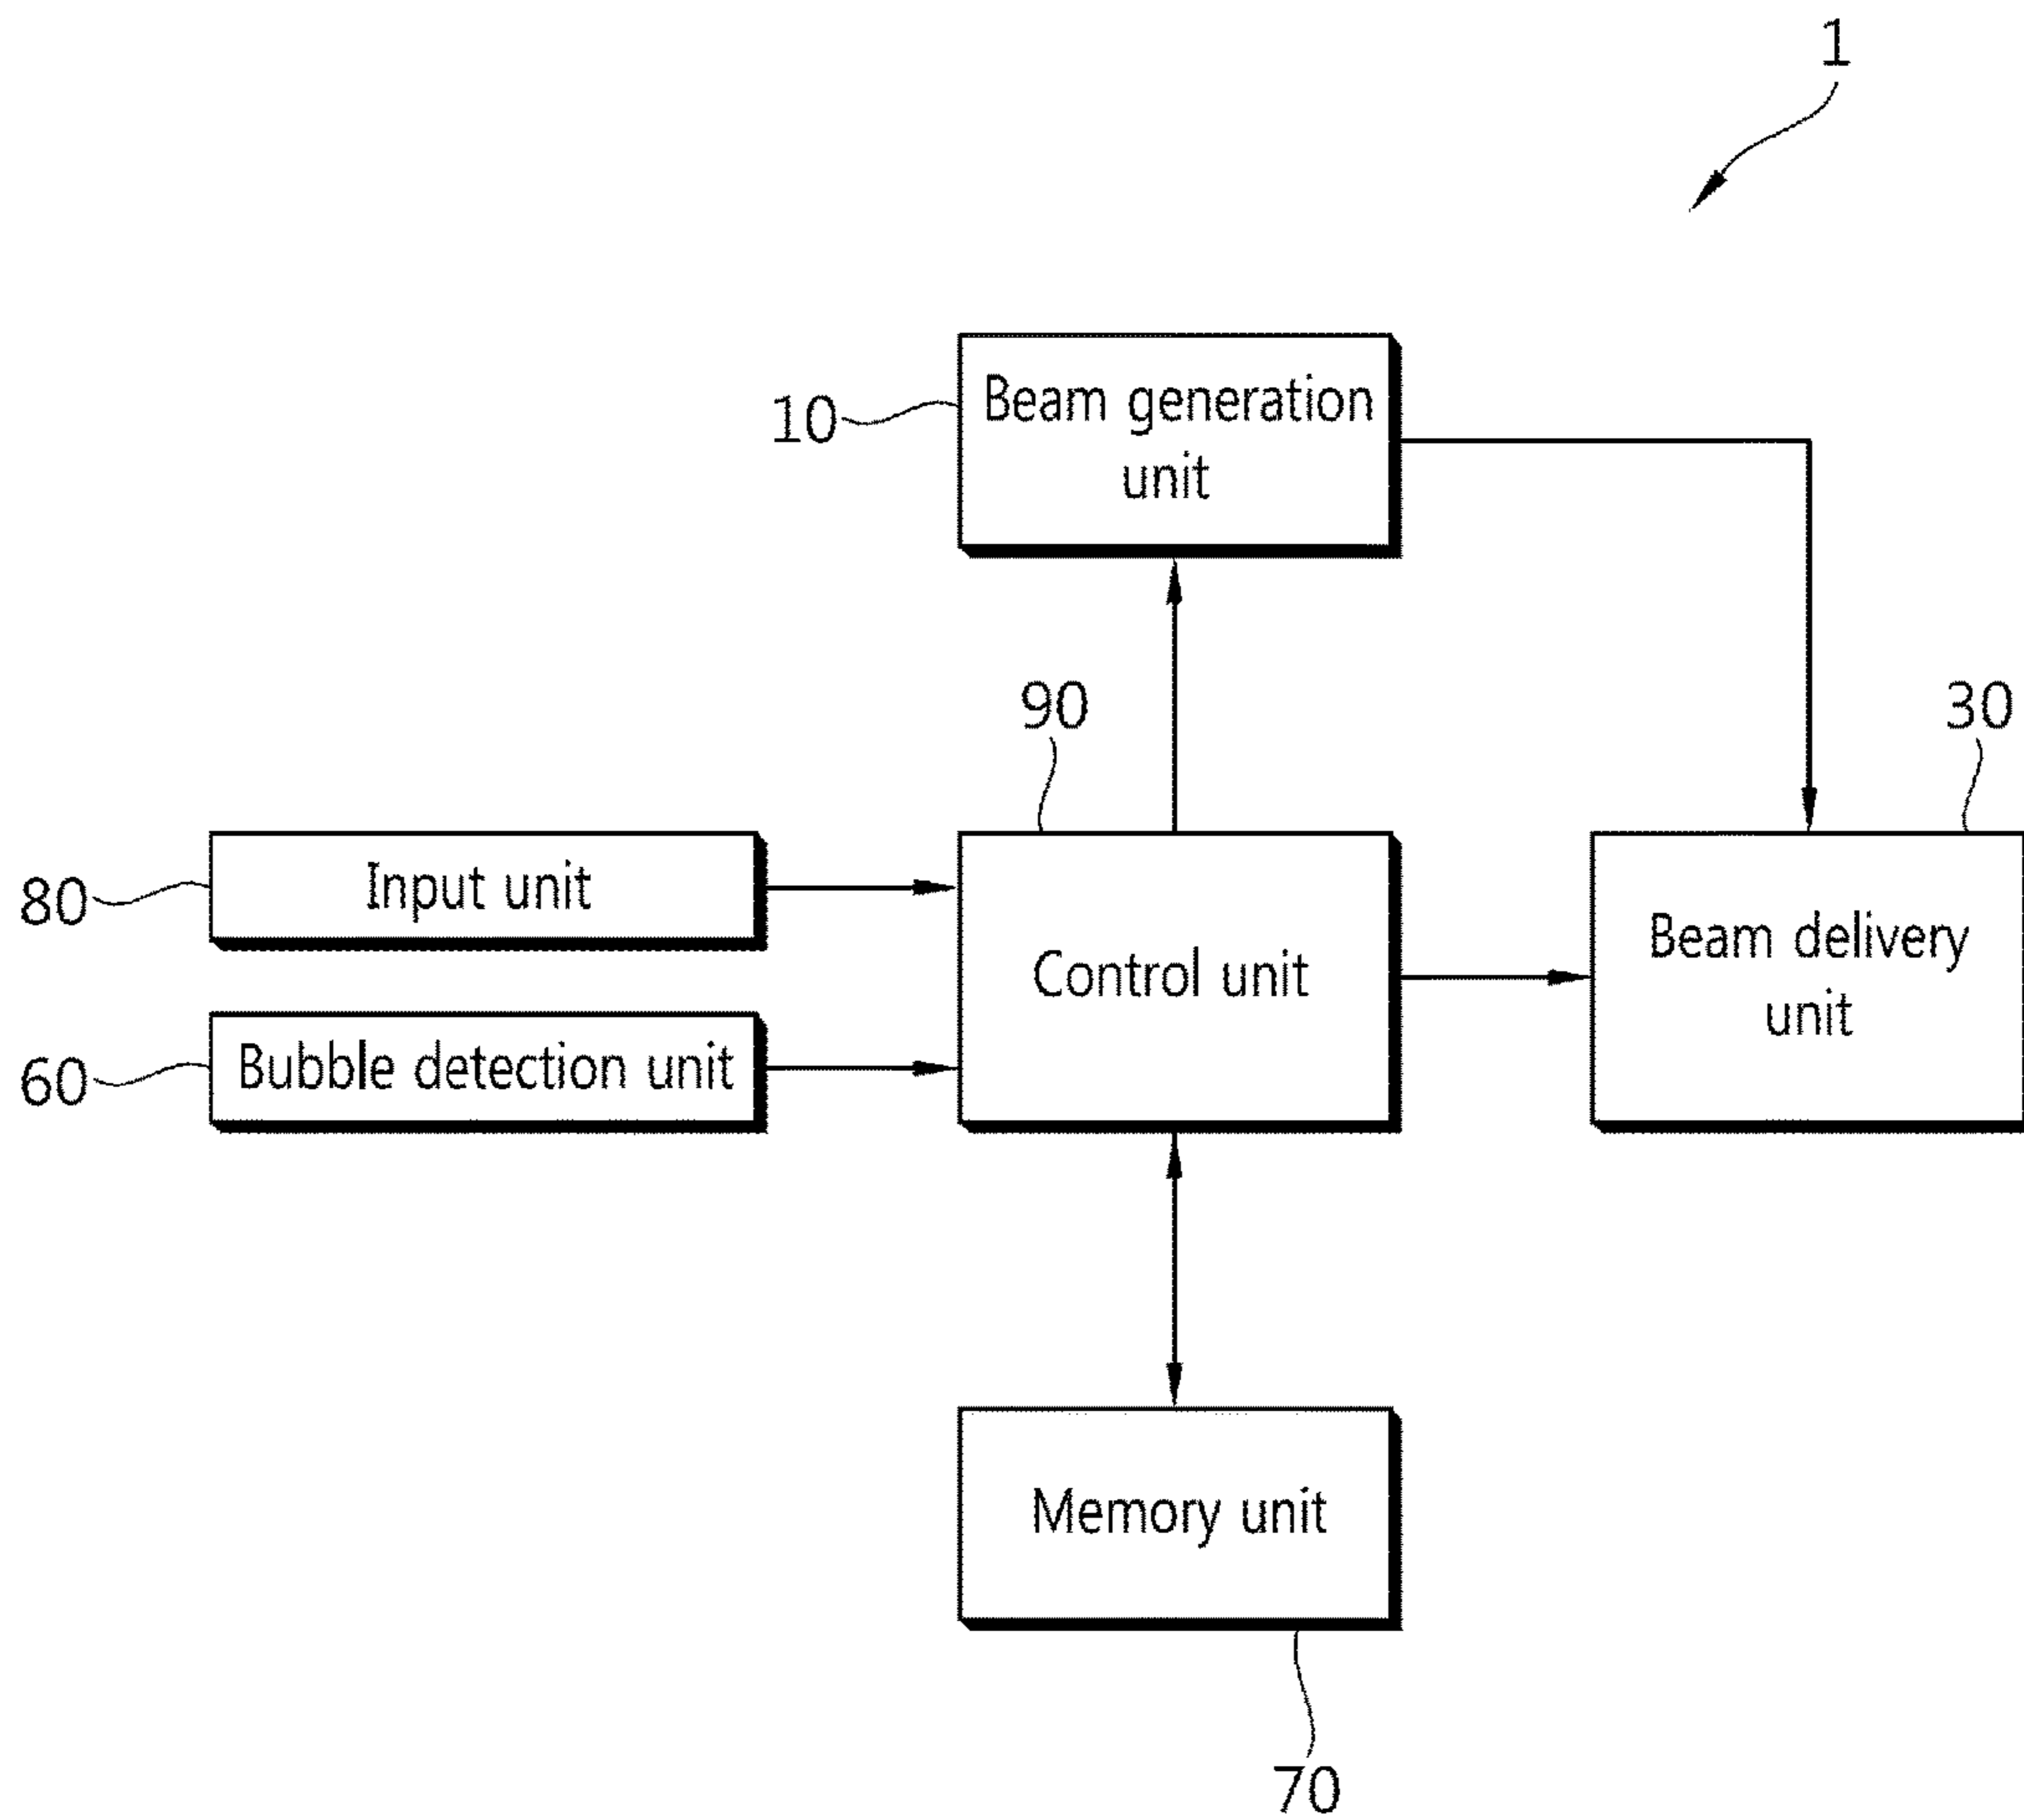 1
10
Beam generation
unit
90
30
80
Input unit
Control unit
Beam delivery
unit
60
Bubble detection unit
Memory unit
70